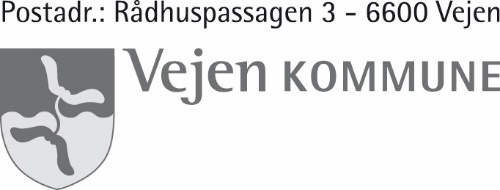 Postadr.: Rådhuspassagen 3 - 6600 Vejen
Vejen KOMMUNE